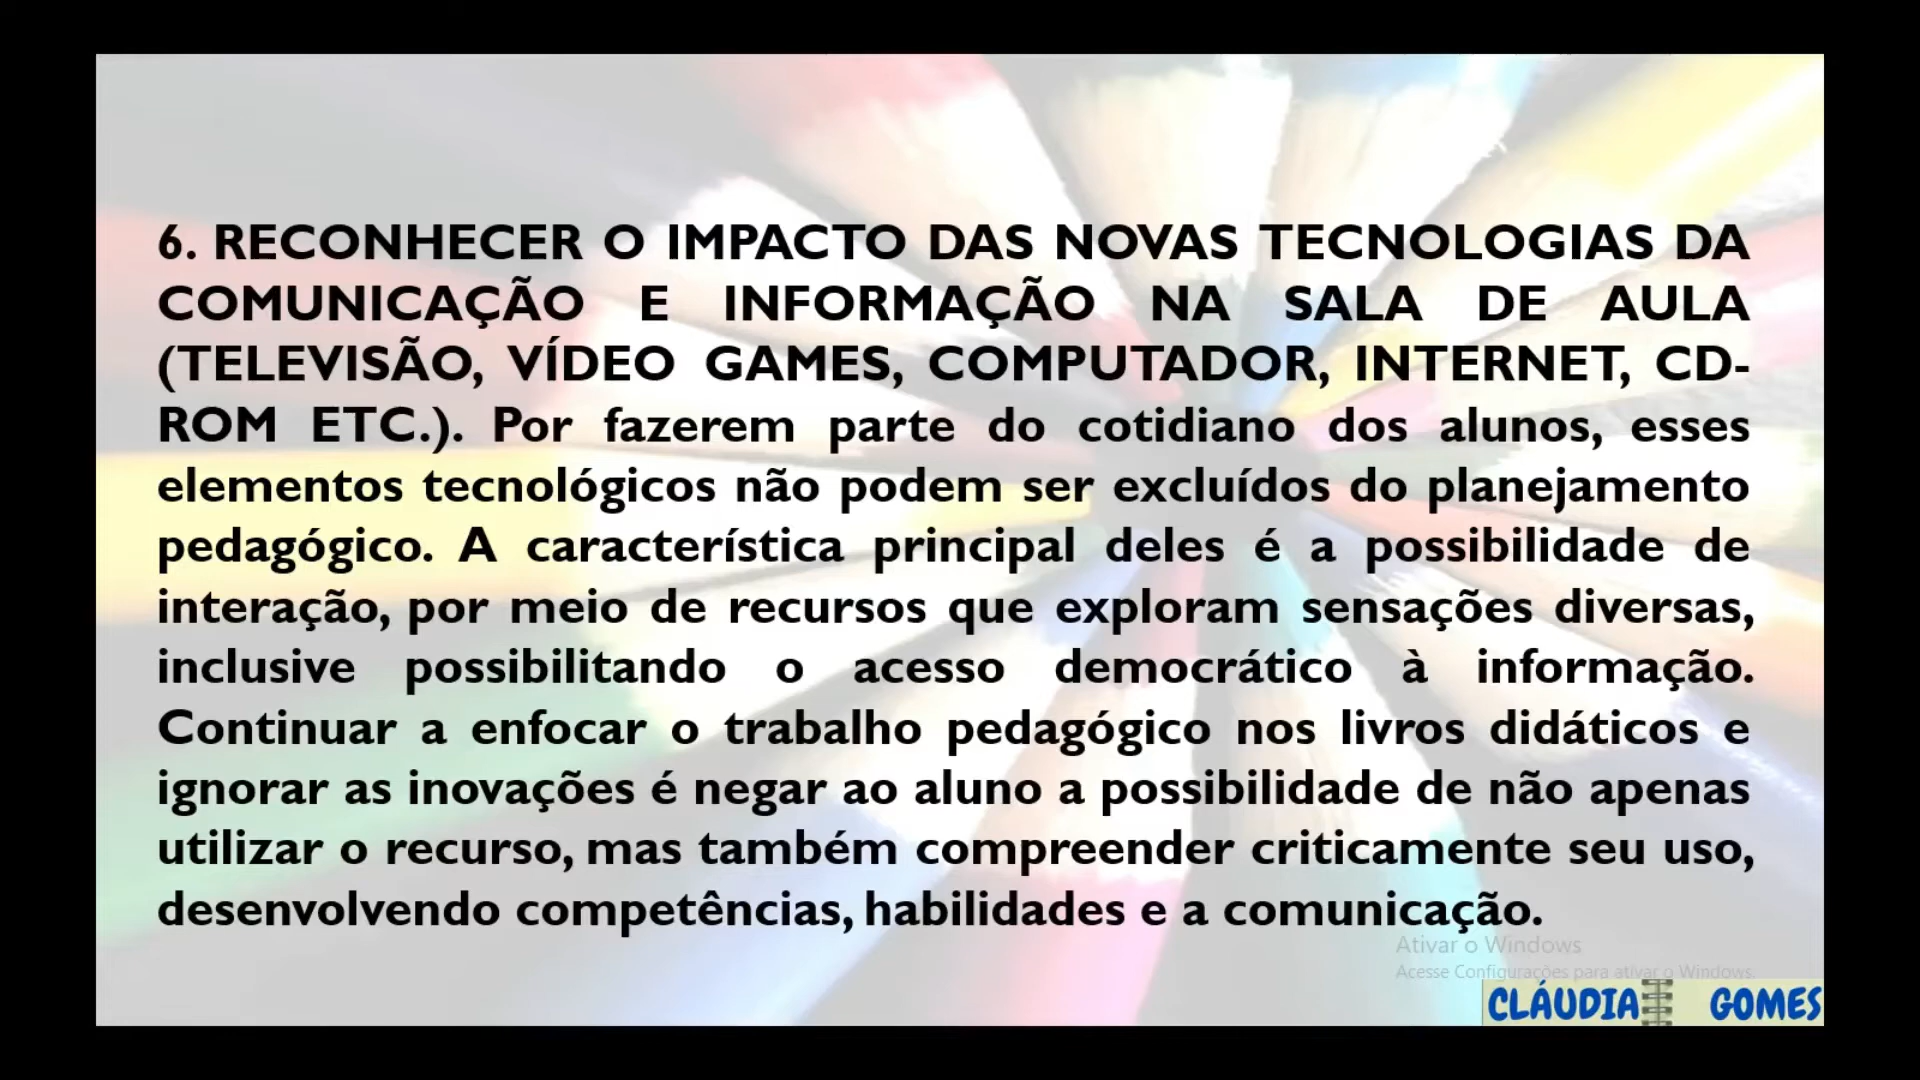 6. RECONHECER O IMPACTO DAS NOVAS TECNOLOGIAS DA
COMUNICAÇÃO E INFORMAÇÃO NA SALA DE AULA
(TELEVISÃO, VÍDEO GAMES, COMPUTADOR, INTERNET, CD-
ROM ETC.). Por fazerem parte do cotidiano dos alunos, esses
elementos tecnológicos não podem ser excluídos do planejamento
pedagógico. A característica principal deles é a possibilidade de
interação, por meio de recursos que exploram sensações diversas,
inclusive possibilitando o acesso democrático à informação.
Continuar a enfocar o trabalho pedagógico nos livros didáticos e
ignorar as inovações é negar ao aluno a possibilidade de não apenas
utilizar o recurso, mas também compreender criticamente seu uso,
desenvolvendo competências, habilidades e a comunicação.
Ativar o Windows
Acesse Configurações para ativar o Windows.
CLÁUDIA GOMES